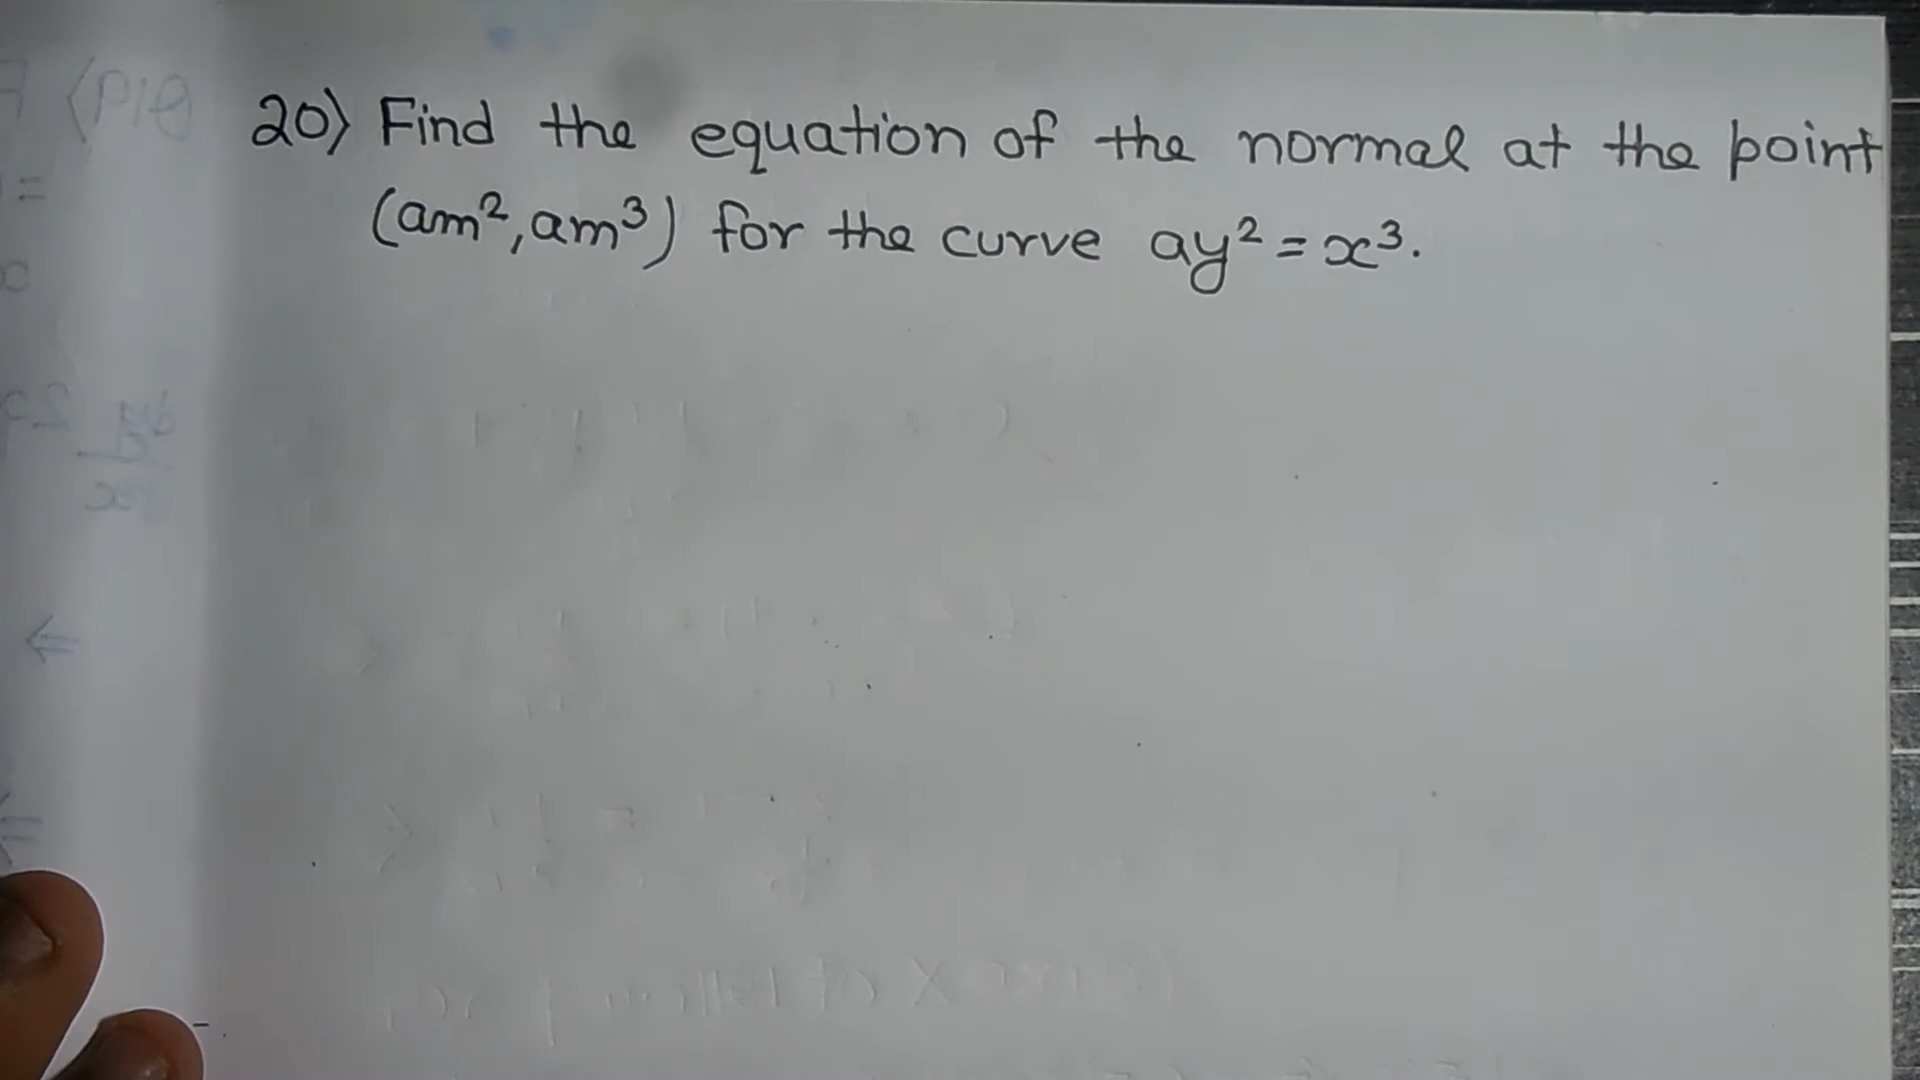 20) Find the equation of the normal at the point
(am², am³) for the curve ay² = x³.